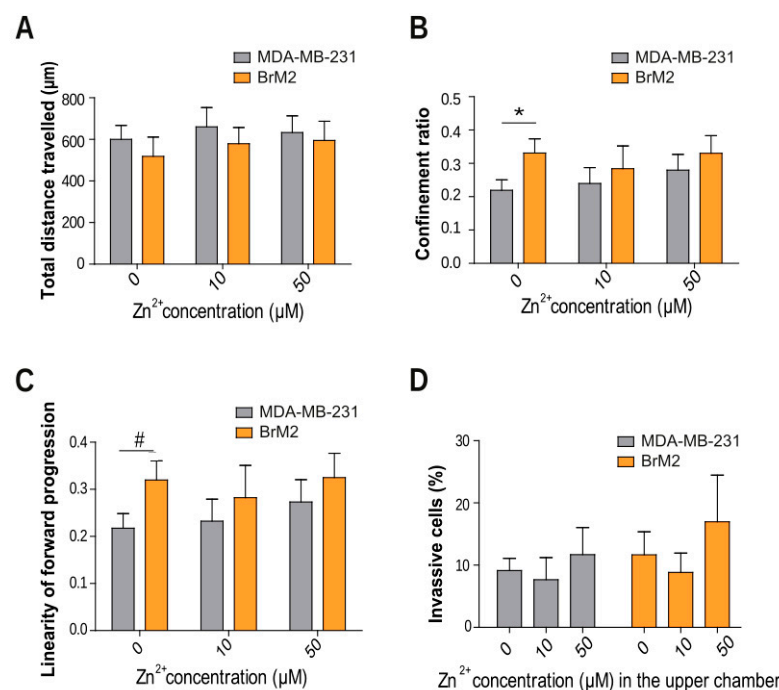 A
MDA-MB-231
BrM2
Total distance travelled (µm)
800
600
400
200
0
0
10
50
Zn²⁺concentration (µM)
B
MDA-MB-231
BrM2
Confinement ratio
0.5
0.4
0.3
0.2
0.1
0.0
*
0
10
50
Zn²⁺concentration (µM)
C
MDA-MB-231
BrM2
Linearity of forward progression
0.4
0.3
0.2
0.1
0.0
#
0
10
50
Zn²⁺concentration (µM)
D
MDA-MB-231
BrM2
Invassive cells (%)
30
20
10
0
0
10
50
0
10
50
Zn²⁺ concentration (µM) in the upper chamber